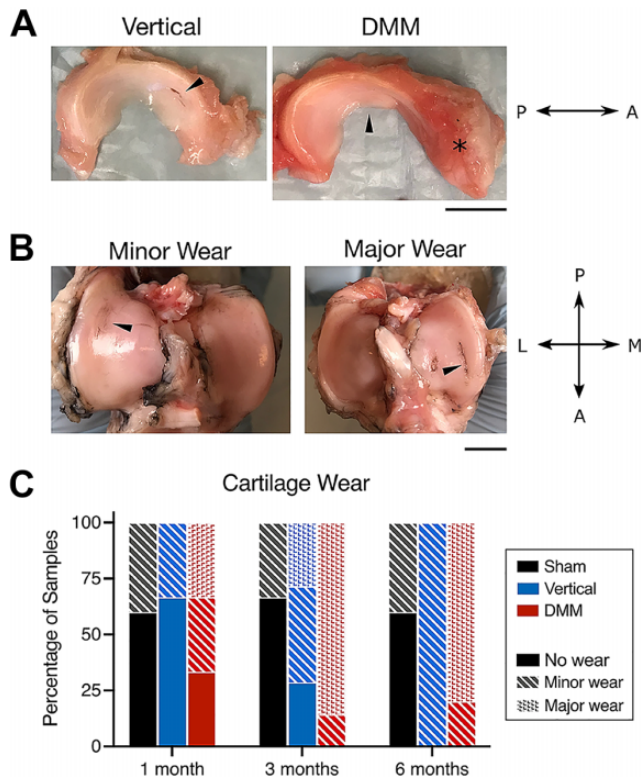 A
Vertical
DMM
*
P
A
B
Minor Wear
Major Wear
P
L
M
A
C
Cartilage Wear
Percentage of Samples
100
75
50
25
0
1 month
3 months
6 months
Sham
Vertical
DMM
No wear
Minor wear
Major wear